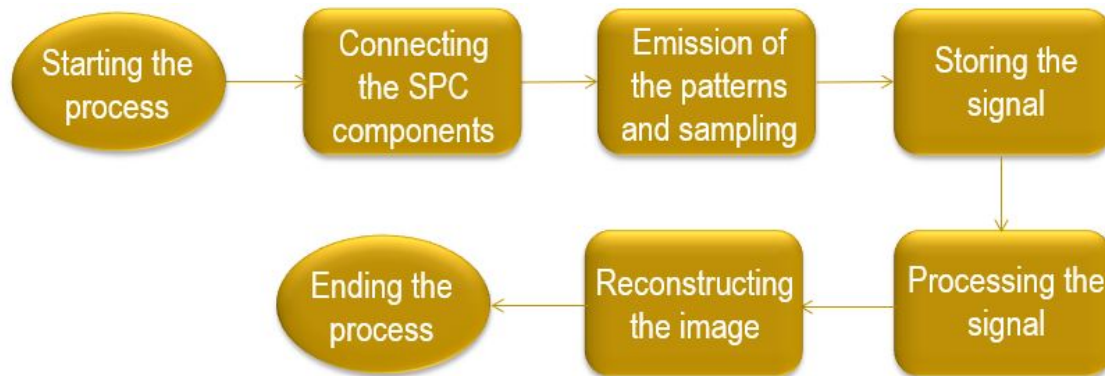 Starting the
process
Connecting
the SPC
components
Emission of
the patterns
and sampling
Storing the
signal
Processing the
signal
Reconstructing
the image
Ending the
process